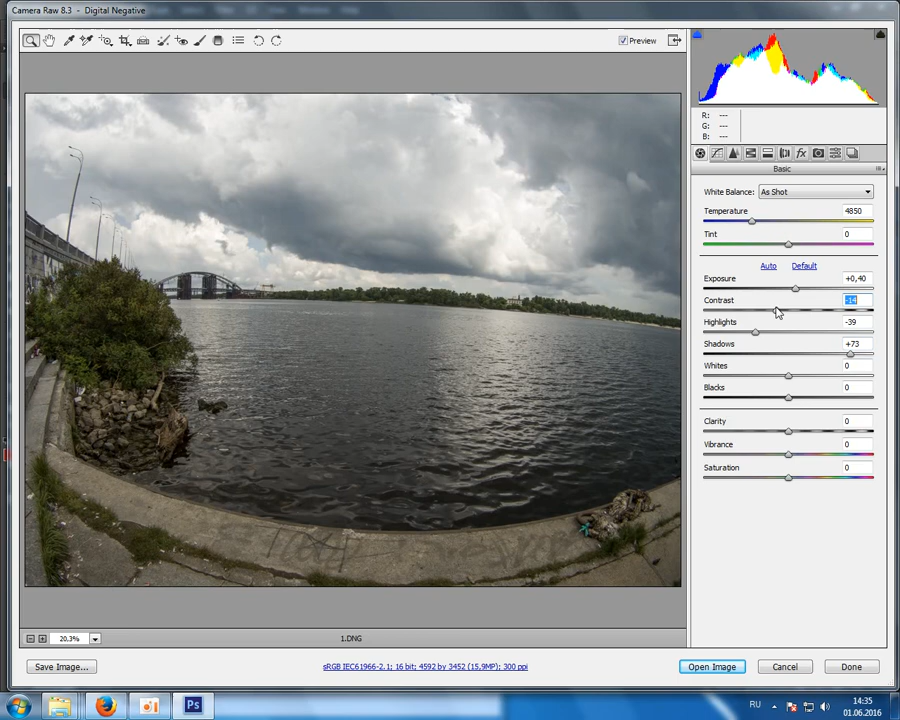 Camera Raw 8.3 - Digital Negative
Preview
R: ---
G: ---
B: ---
Basic
White Balance: As Shot
Temperature 4850
Tint 0
Auto Default
Exposure +0,40
Contrast -14
Highlights -39
Shadows +73
Whites 0
Blacks 0
Clarity 0
Vibrance 0
Saturation 0
20,3% 1.DNG
Save Image... sRGB IEC61966-2.1; 16 bit; 4592 by 3452 (15,9MP); 300 ppi Open Image Cancel Done
Ps RU 14:35
01.06.2016